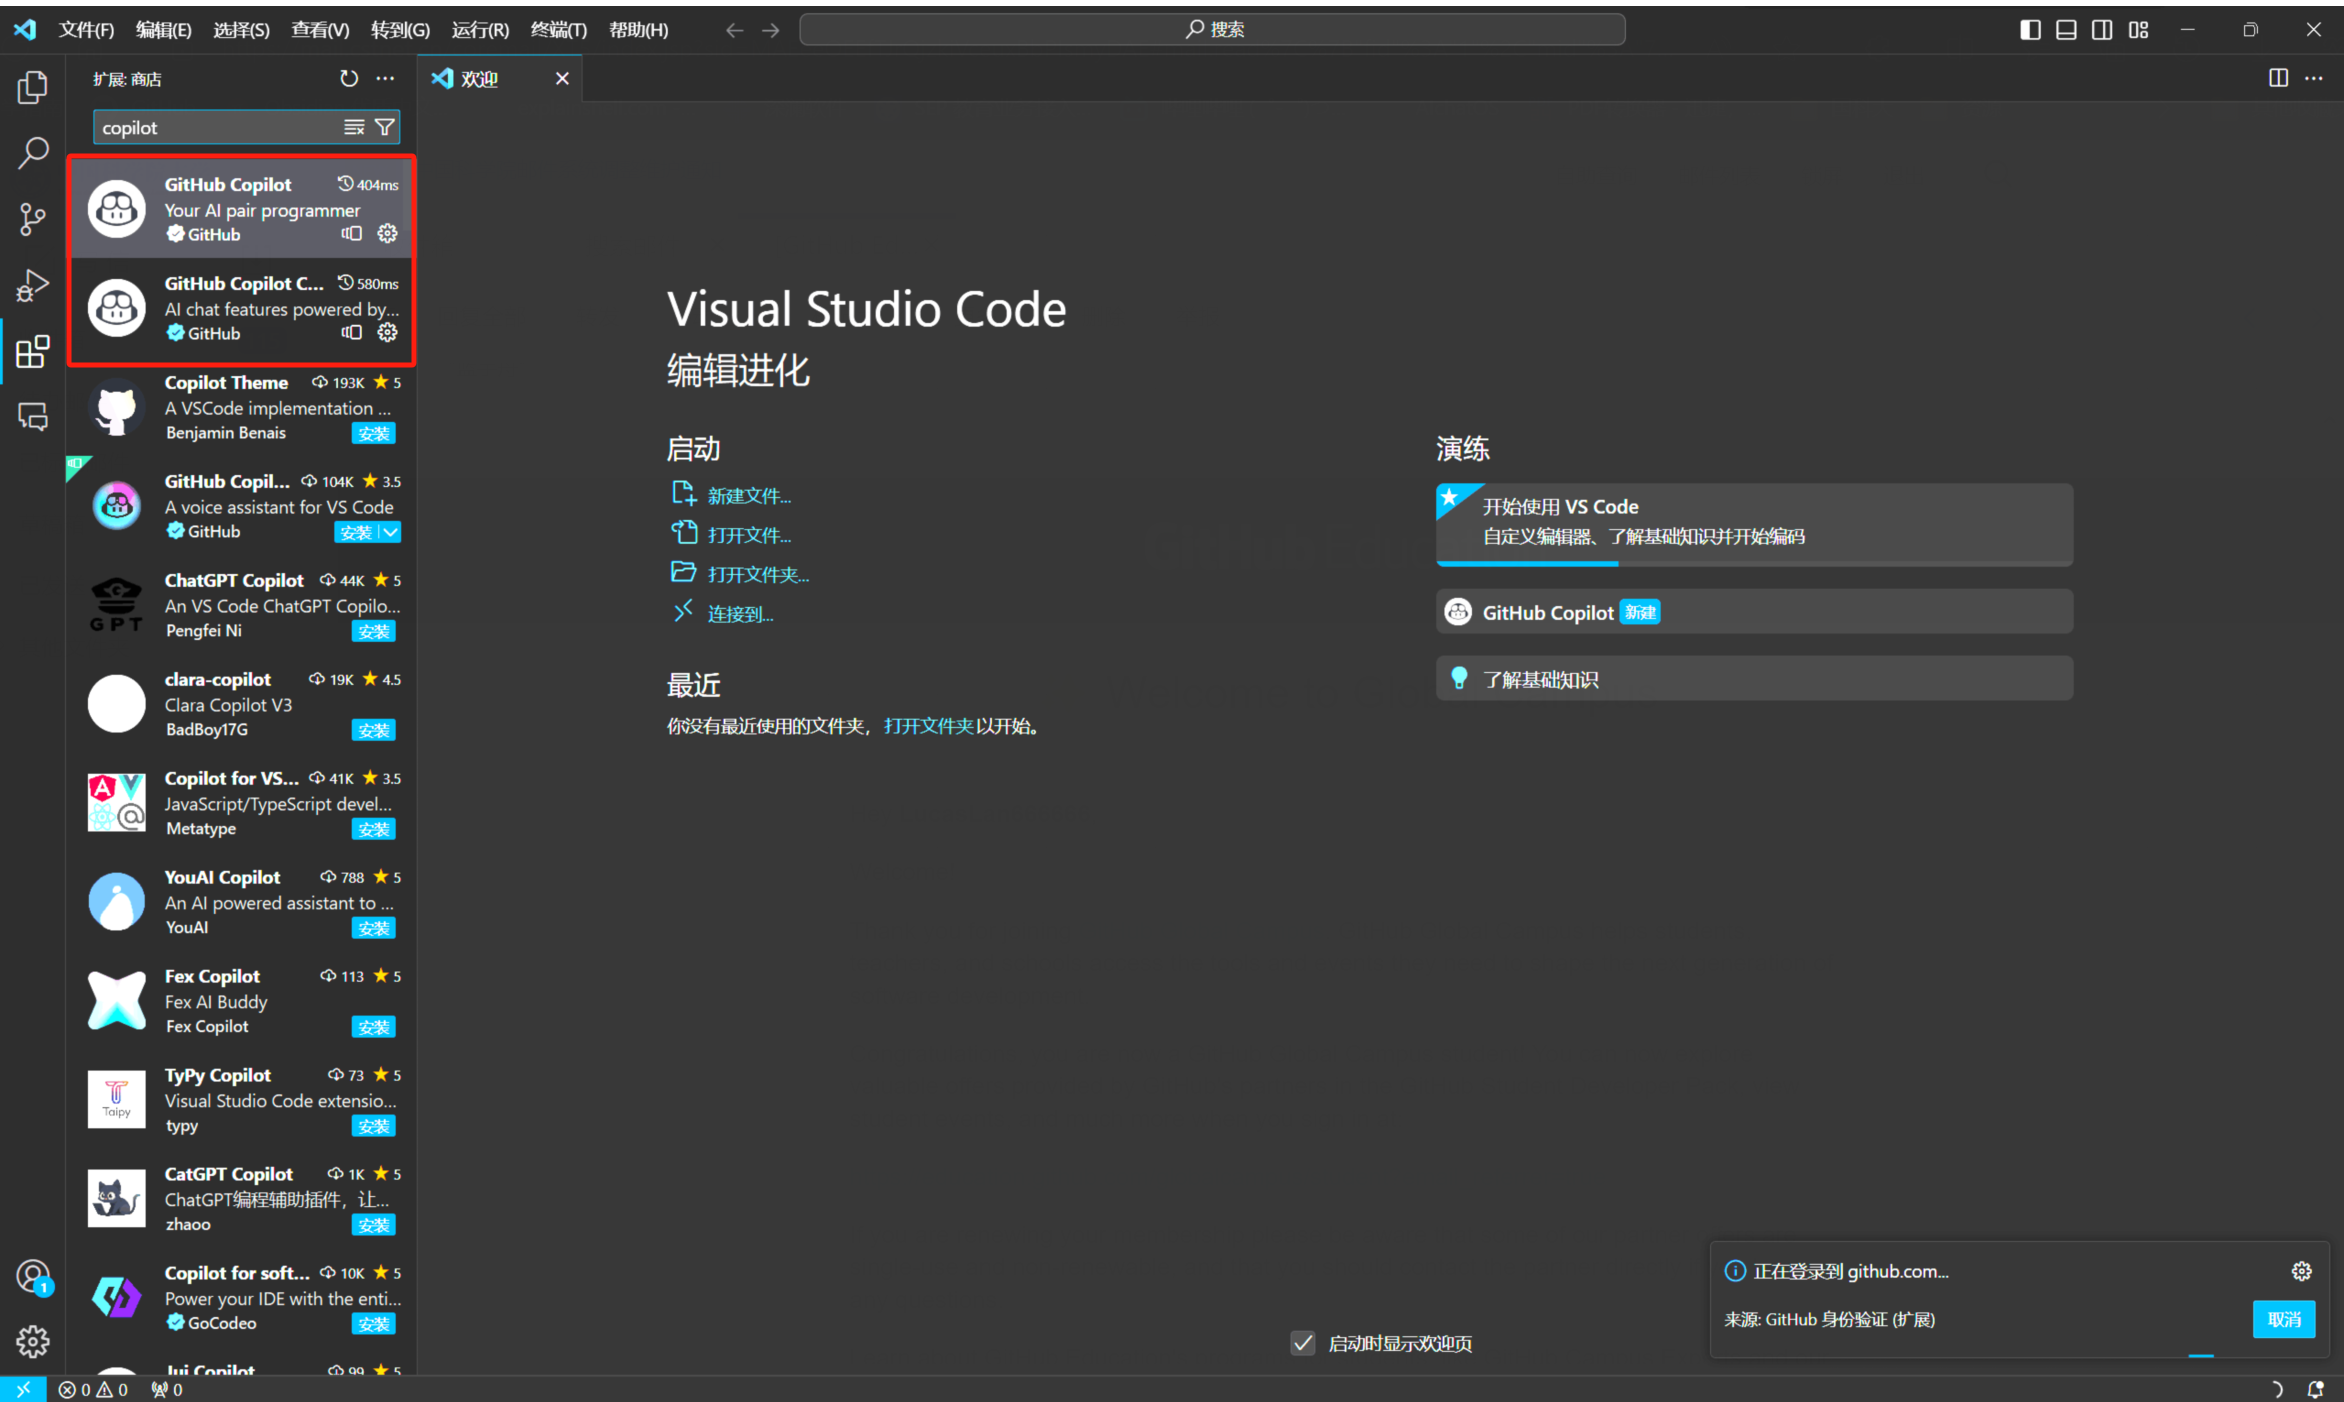 文件(F) 编辑(E) 选择(S) 查看(V) 转到(G) 运行(R) 终端(T) 帮助(H) 搜索
扩展: 商店
欢迎
copilot
GitHub Copilot 404ms
Your AI pair programmer
GitHub
GitHub Copilot C... 580ms
AI chat features powered by...
GitHub
Copilot Theme 193K 5
A VSCode implementation ...
Benjamin Benais 安装
GitHub Copil... 104K 3.5
A voice assistant for VS Code
GitHub 安装
ChatGPT Copilot 44K 5
An VS Code ChatGPT Copilo...
Pengfei Ni 安装
GPT
clara-copilot 19K 4.5
Clara Copilot V3
BadBoy17G 安装
Copilot for VS... 41K 3.5
JavaScript/TypeScript devel...
Metatype 安装
YouAI Copilot 788 5
An AI powered assistant to ...
YouAI 安装
Fex Copilot 113 5
Fex AI Buddy
Fex Copilot 安装
TyPy Copilot 73 5
Visual Studio Code extensio...
typy 安装
Taipy
CatGPT Copilot 1K 5
ChatGPT编程辅助插件，让...
zhaoo 安装
Copilot for soft... 10K 5
Power your IDE with the enti...
GoCodeo 安装
Jui Copilot 99 5
Visual Studio Code
编辑进化
启动
新建文件...
打开文件...
打开文件夹...
连接到...
最近
你没有最近使用的文件夹，打开文件夹以开始。
演练
开始使用 VS Code
自定义编辑器、了解基础知识并开始编码
GitHub Copilot 新建
了解基础知识
启动时显示欢迎页
正在登录到 github.com...
来源: GitHub 身份验证 (扩展)
取消
1
0 0 0